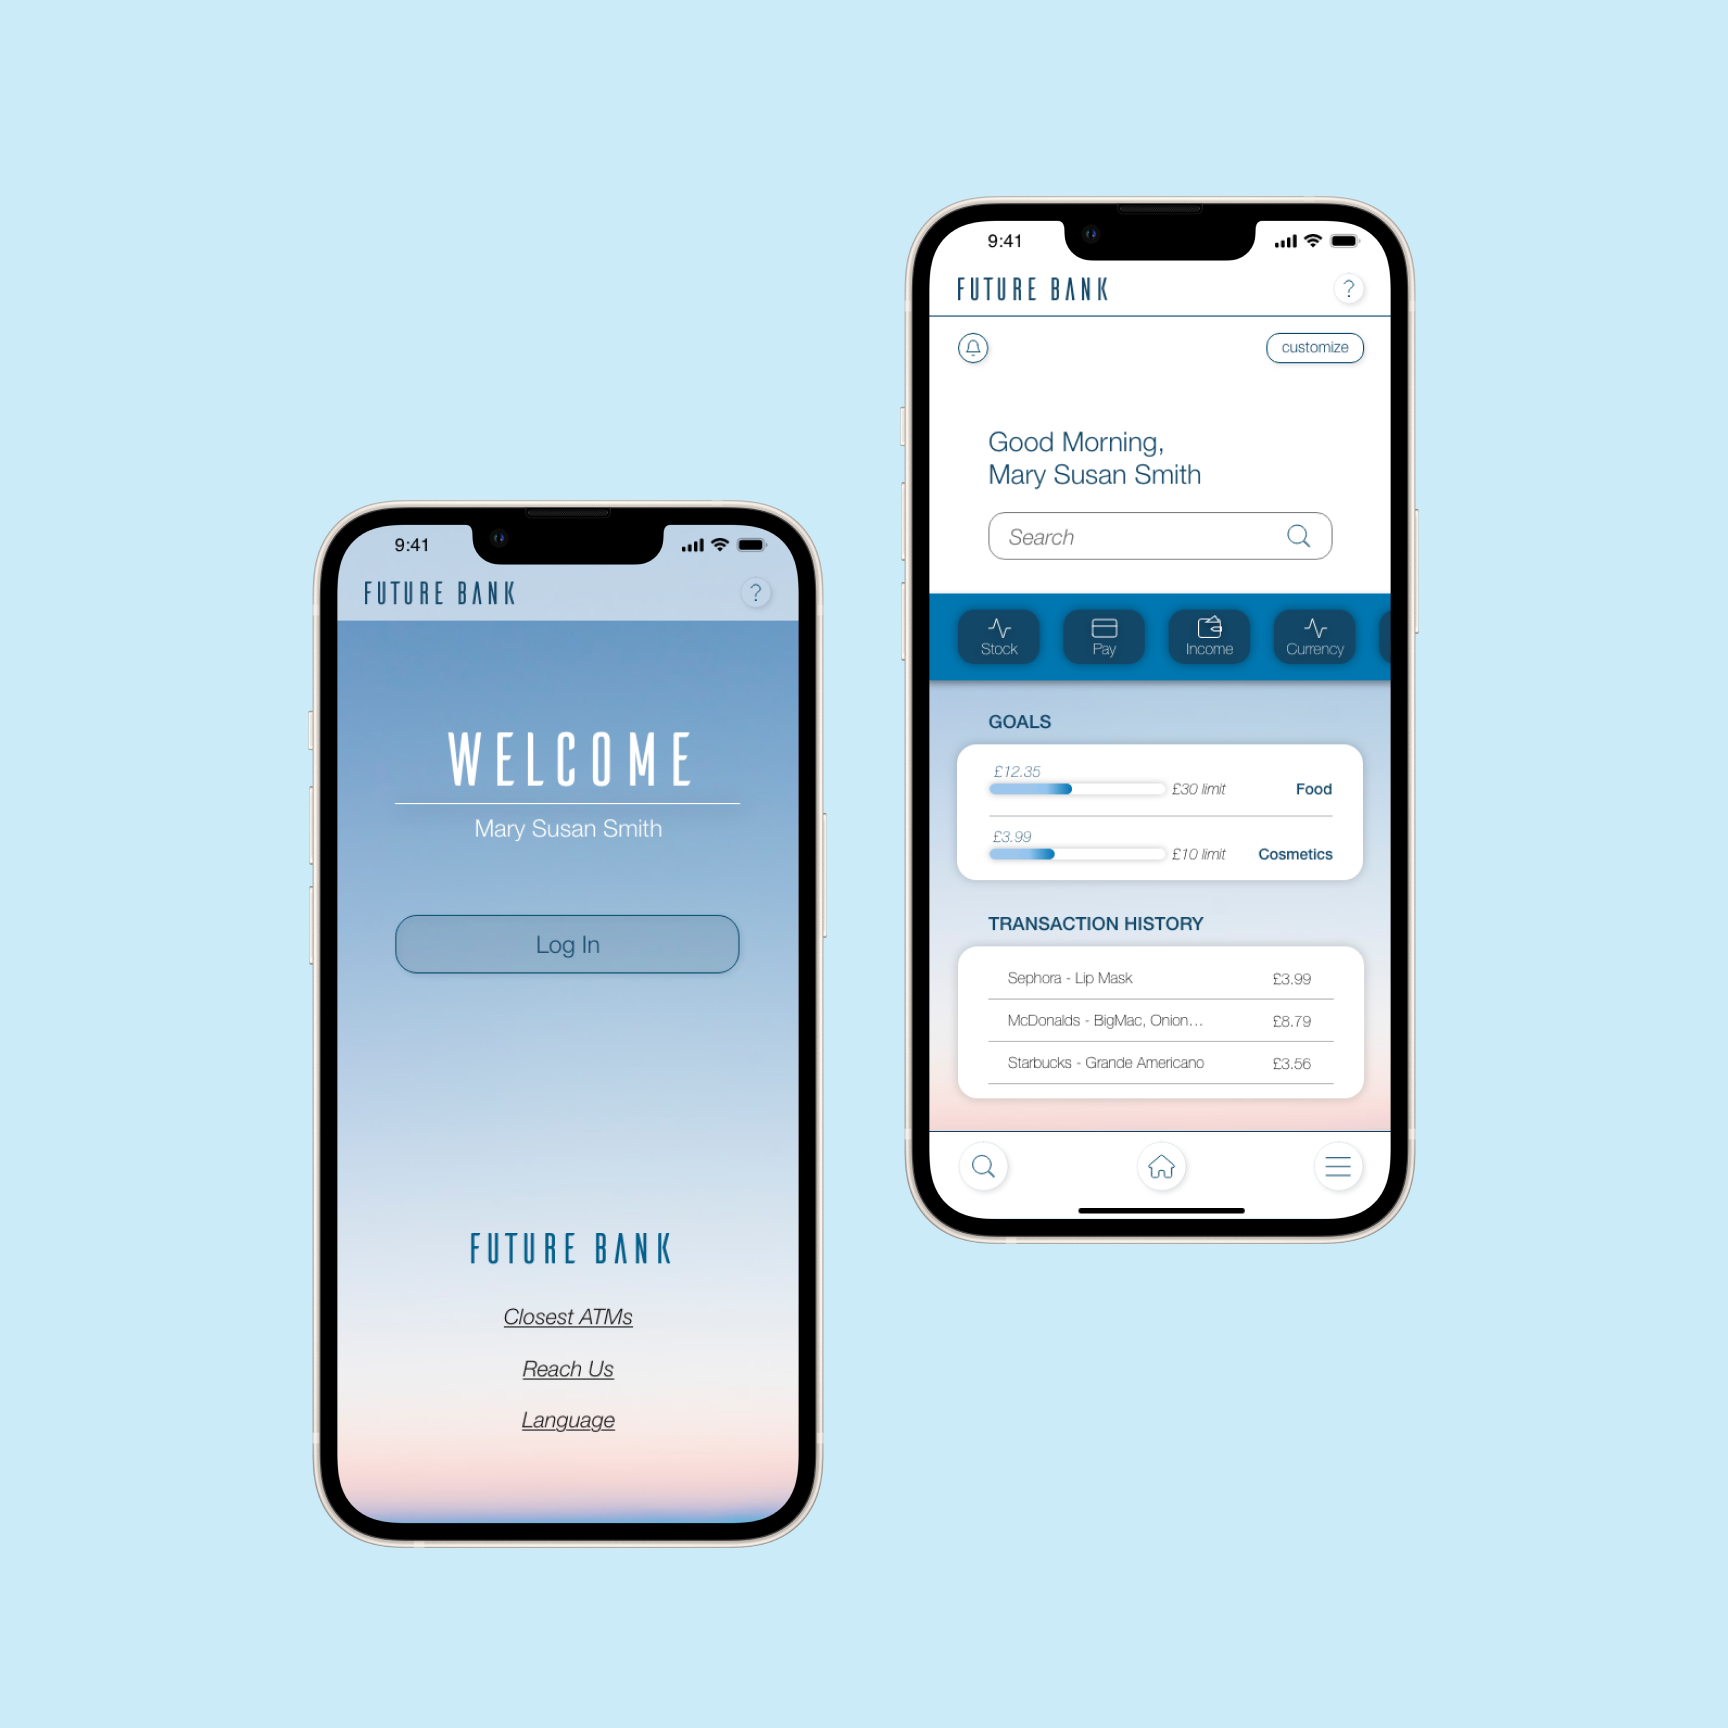 9:41
FUTURE BANK
?
WELCOME
Mary Susan Smith
Log In
FUTURE BANK
Closest ATMs
Reach Us
Language
9:41
FUTURE BANK
?
customize
Good Morning,
Mary Susan Smith
Search
Stock
Pay
Income
Currency
GOALS
£12.35
£30 limit
Food
£3.99
£10 limit
Cosmetics
TRANSACTION HISTORY
Sephora - Lip Mask £3.99
McDonalds - BigMac, Onion... £8.79
Starbucks - Grande Americano £3.56